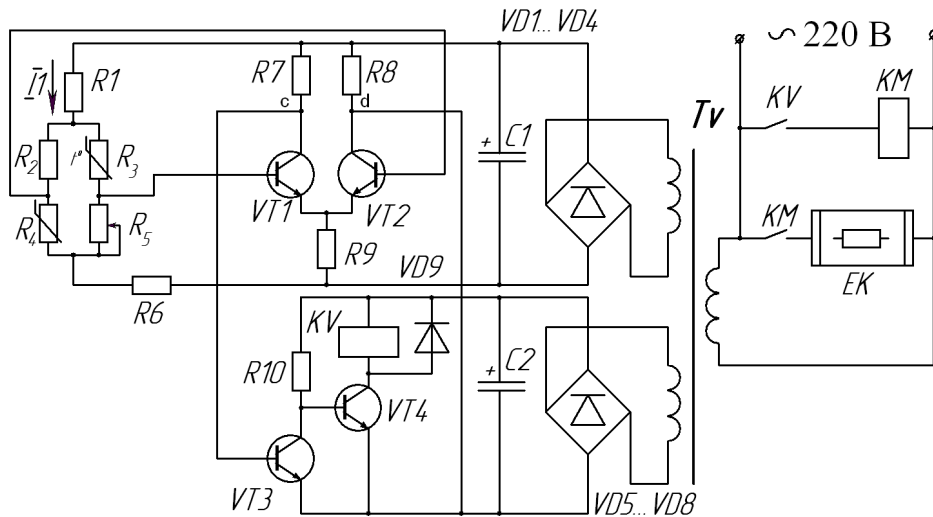 VD1...VD4
~ 220 В
I1
R1
R7
R8
c
d
KV
KM
Tv
R2
t°
R3
C1
+
VT1
VT2
R4
R5
KM
R9
VD9
EK
R6
KV
R10
C2
+
VT4
VT3
VD5...VD8